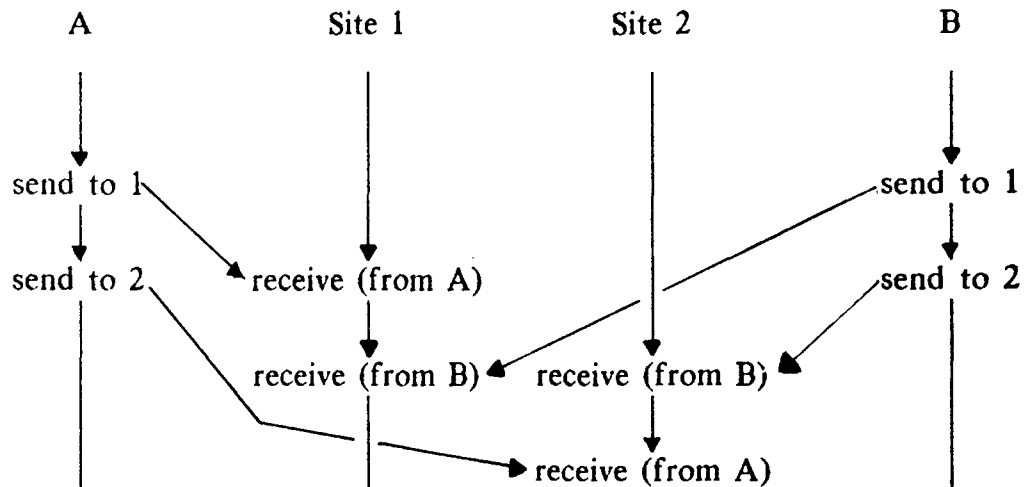 A Site 1 Site 2 B
send to 1 send to 1
send to 2 receive (from A) send to 2
receive (from B) receive (from B)
receive (from A)